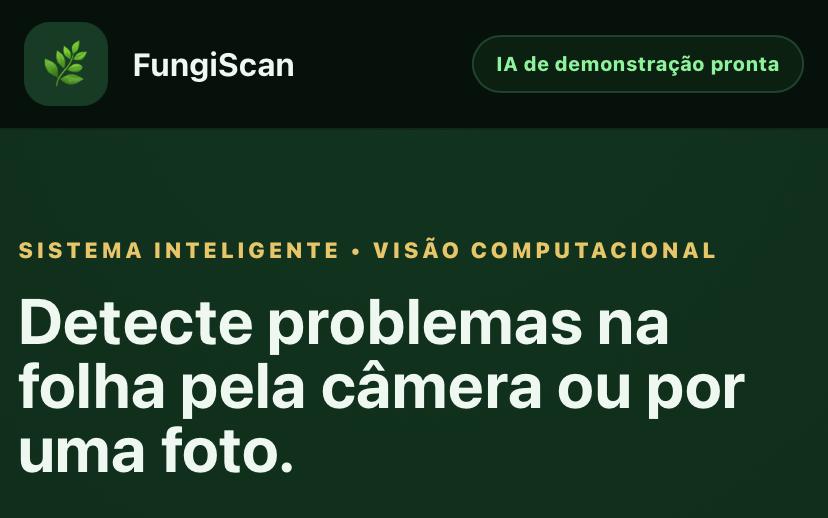 FungiScan
IA de demonstração pronta
SISTEMA INTELIGENTE • VISÃO COMPUTACIONAL
Detecte problemas na
folha pela câmera ou por
uma foto.